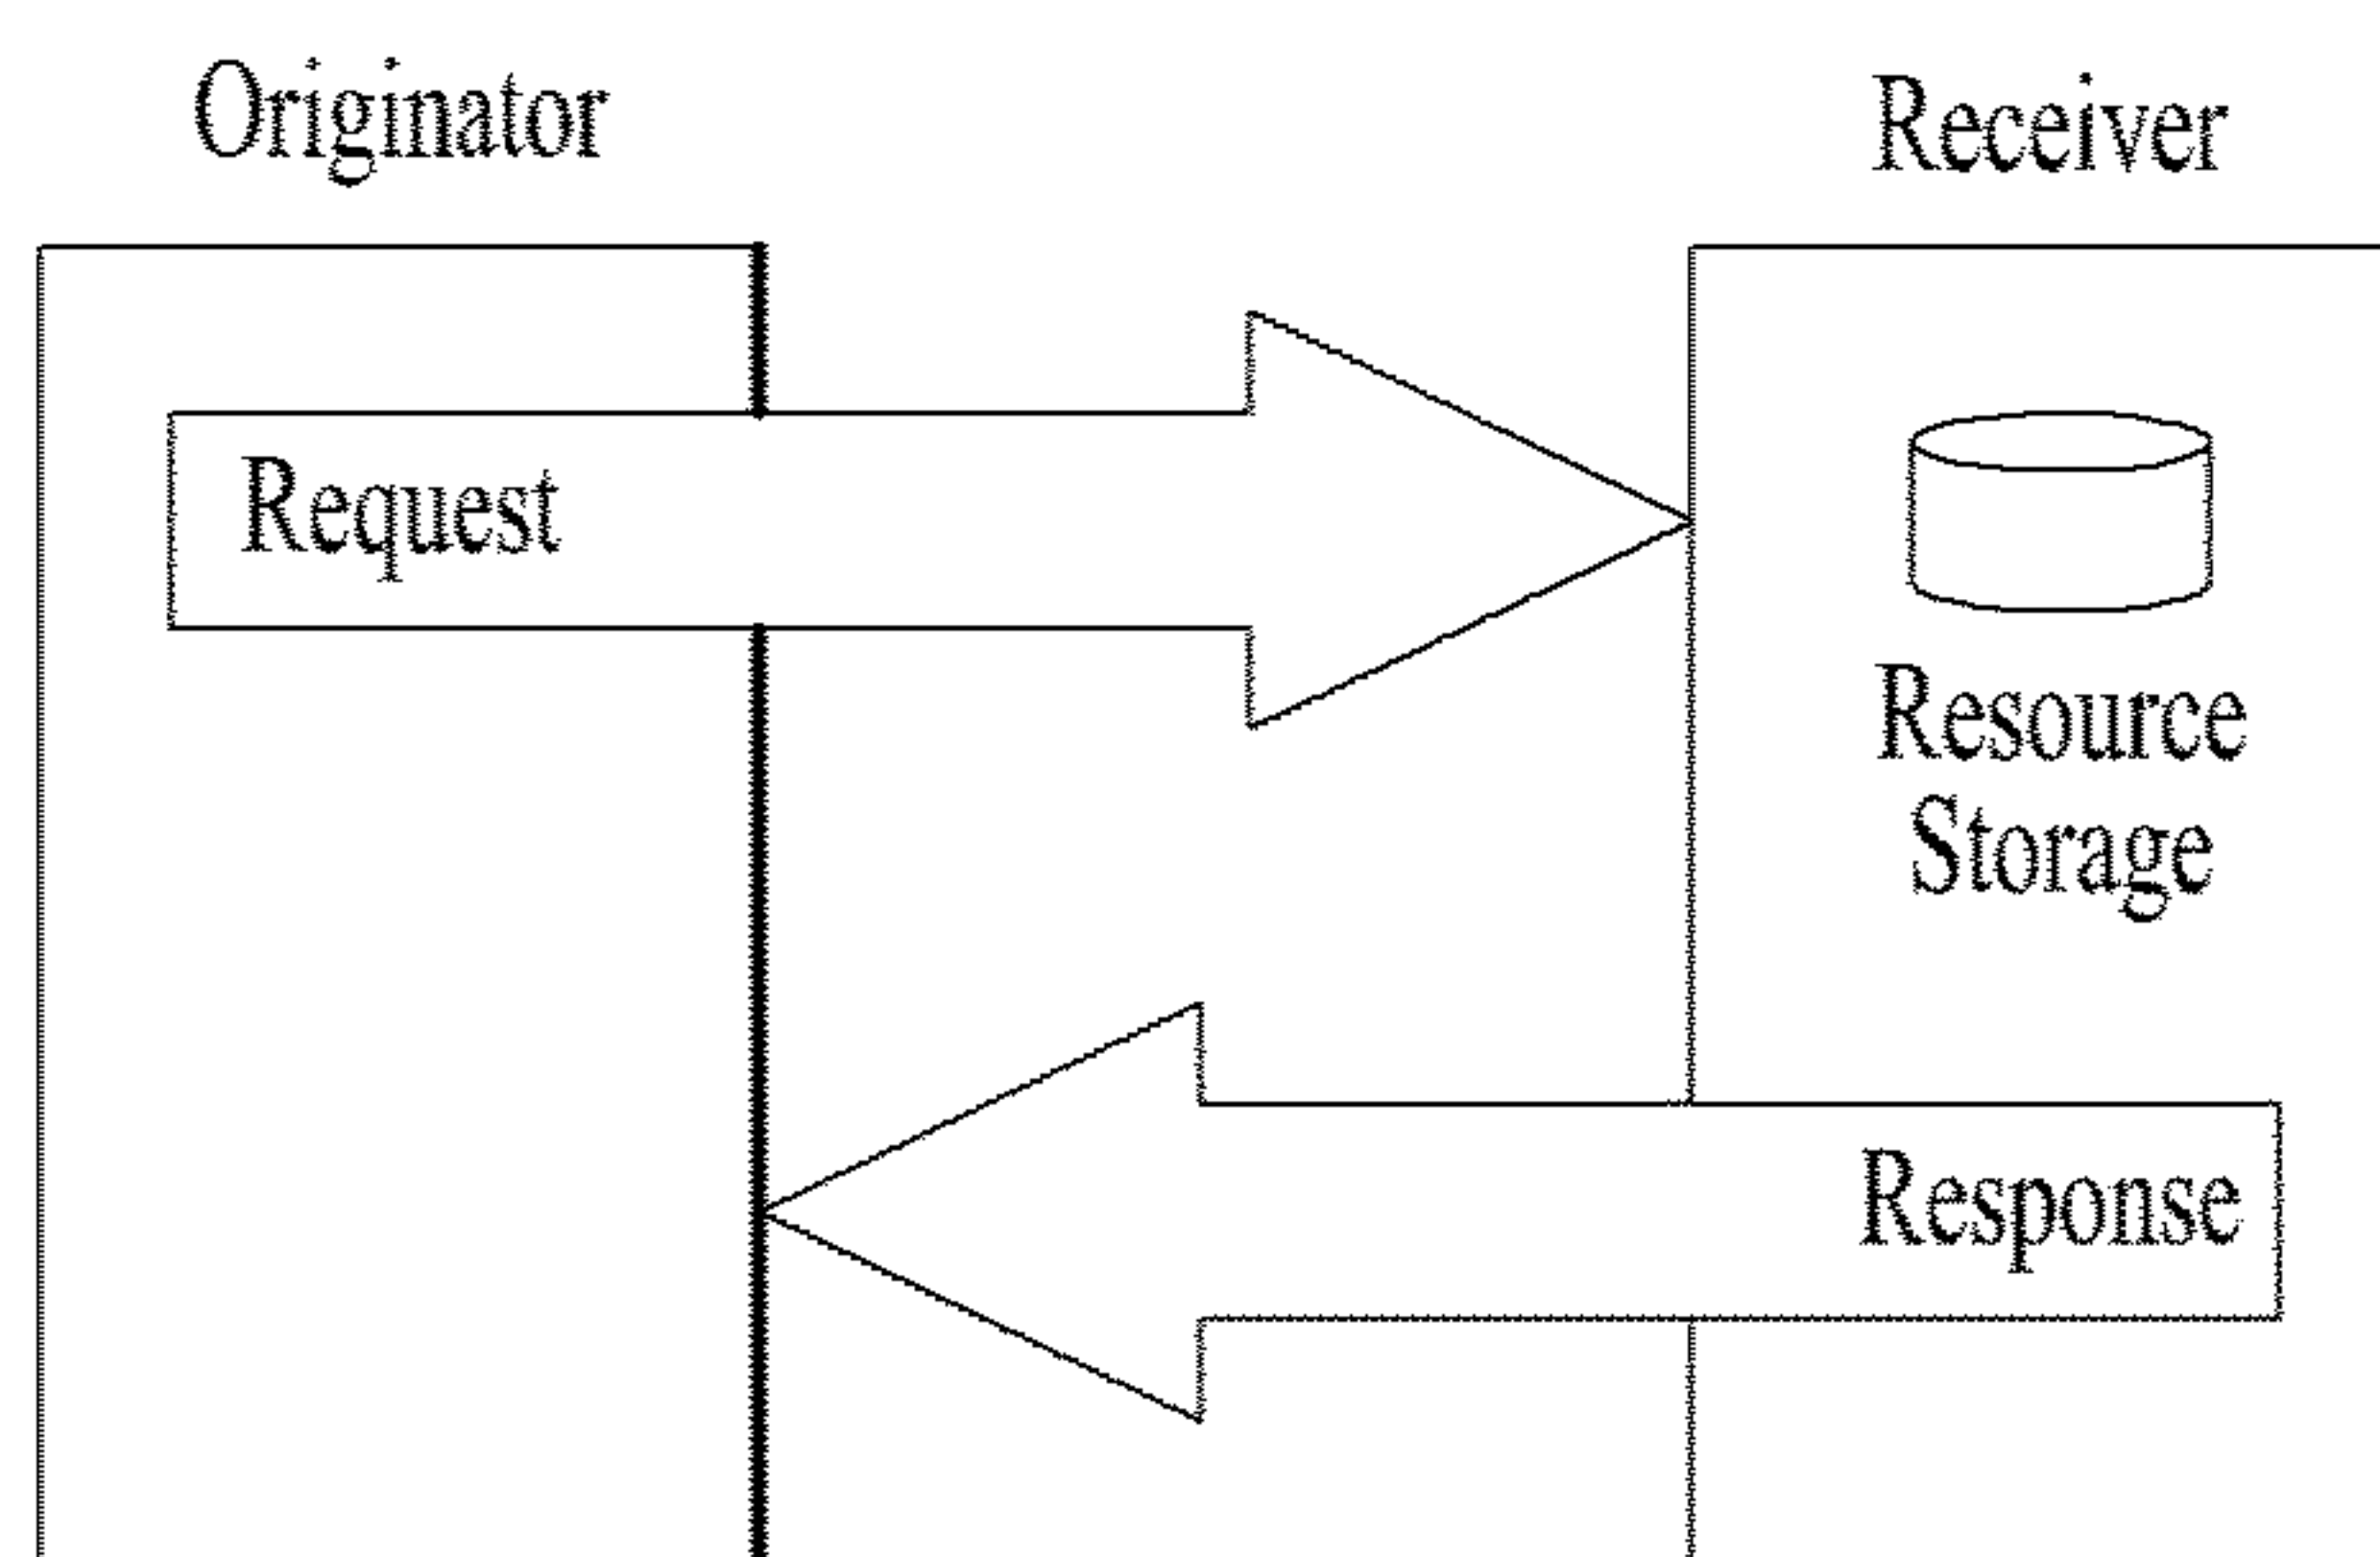 Originator
Receiver
Request
Resource
Storage
Response